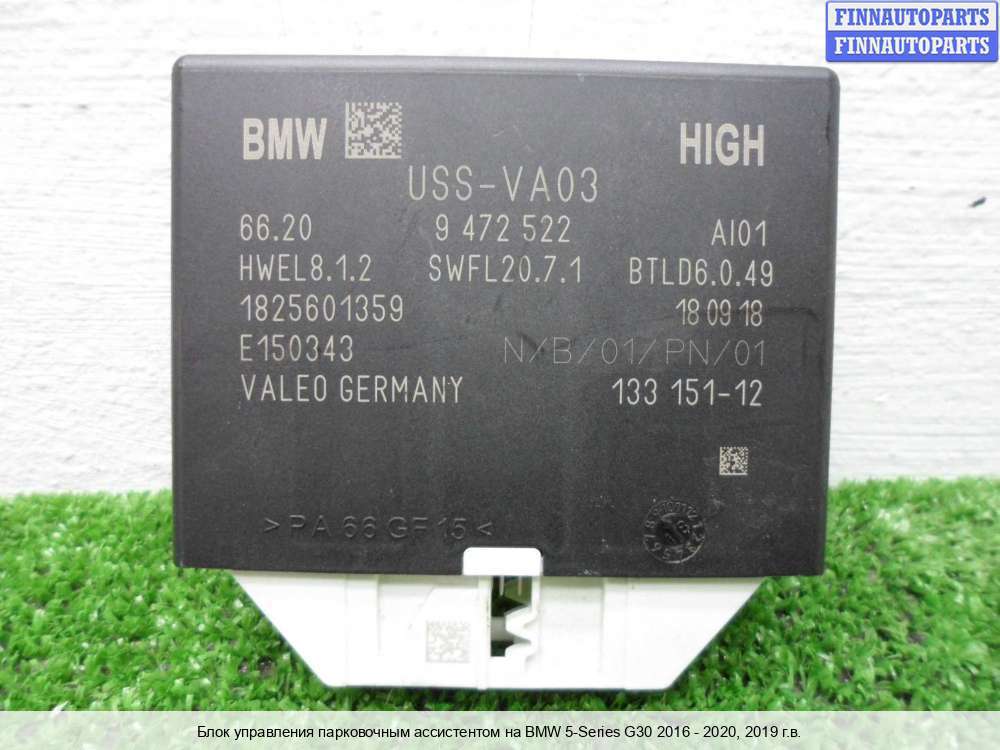 FINNAUTOPARTS
FINNAUTOPARTS
BMW HIGH
USS-VA03
66.20 9 472 522 AI01
HWEL8.1.2 SWFL20.7.1 BTLD6.0.49
1825601359 18 09 18
E150343 N/B/01/PN/01
VALEO GERMANY 133 151-12
>PA 66 GF 15<
Блок управления парковочным ассистентом на BMW 5-Series G30 2016 - 2020, 2019 г.в.